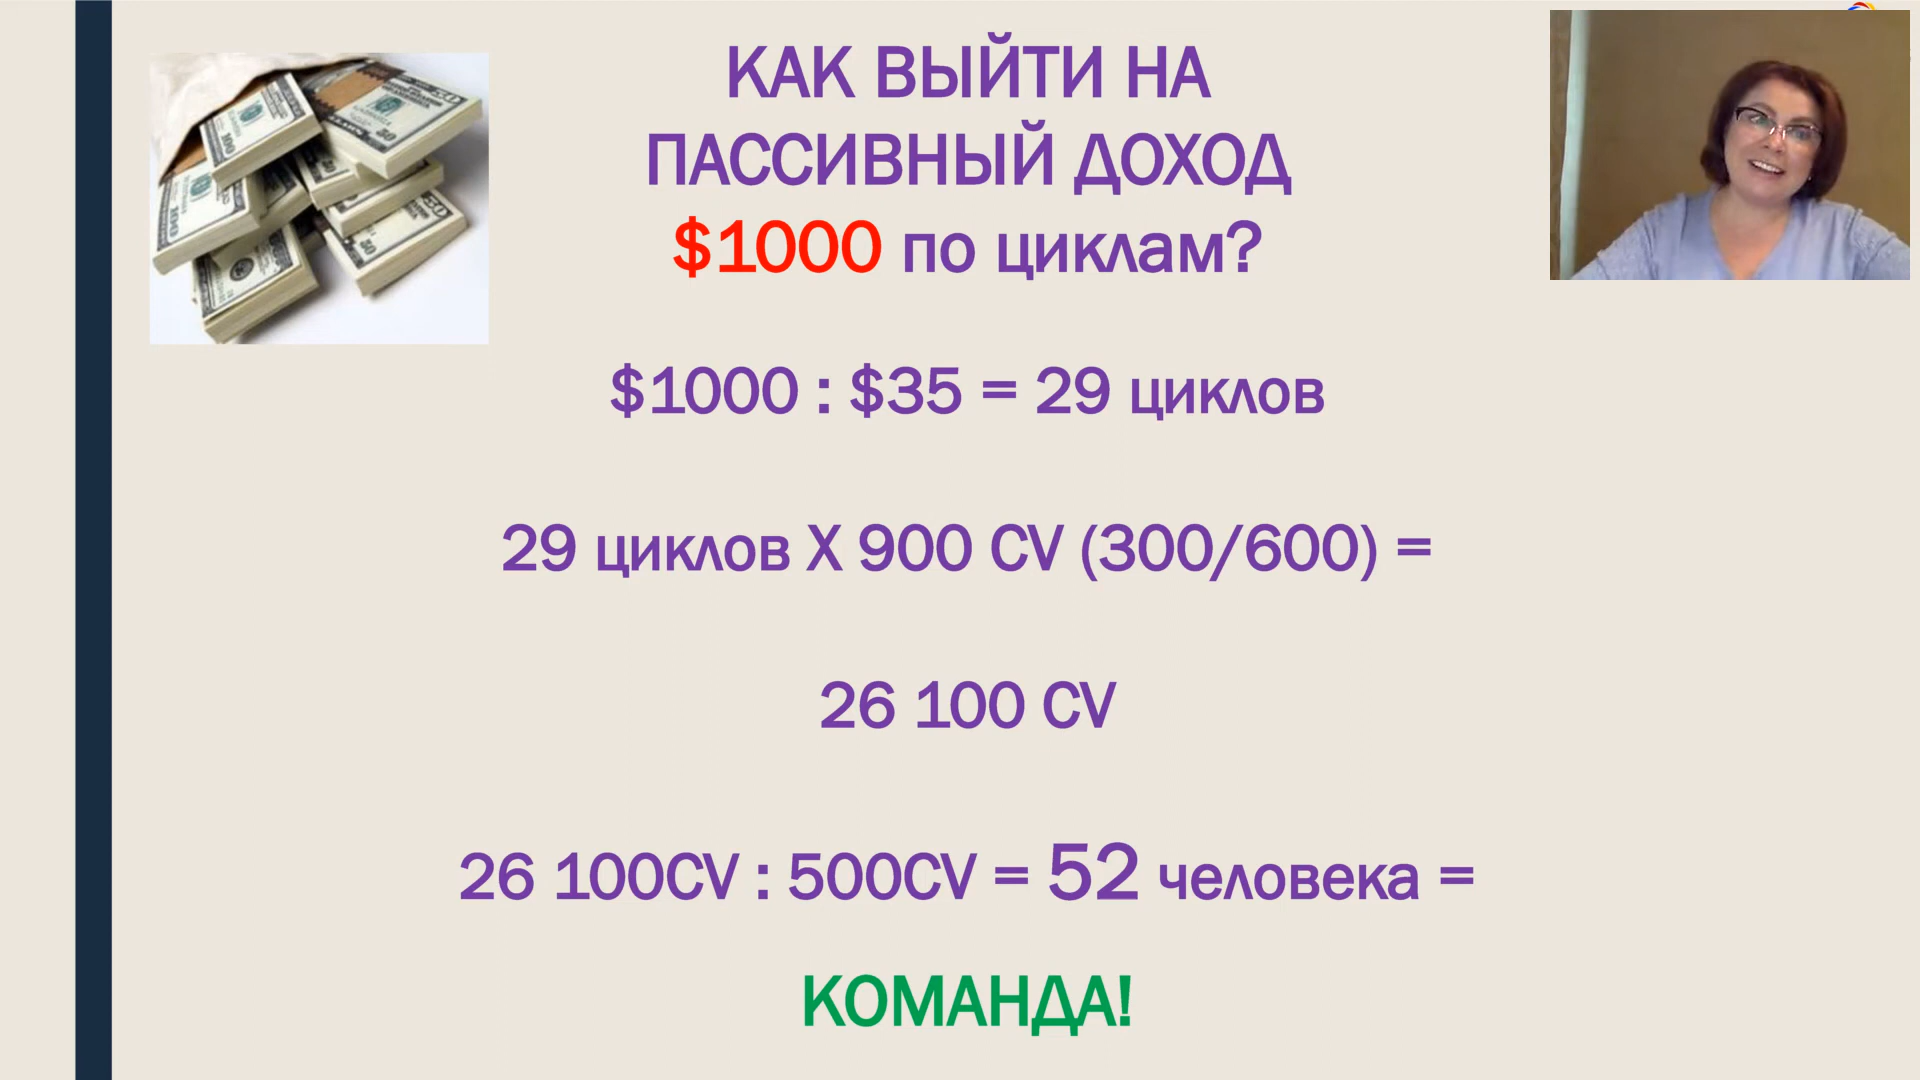 КАК ВЫЙТИ НА
ПАССИВНЫЙ ДОХОД
$1000 по циклам?
$1000 : $35 = 29 циклов
29 циклов Х 900 CV (300/600) =
26 100 CV
26 100CV : 500CV = 52 человека =
КОМАНДА!